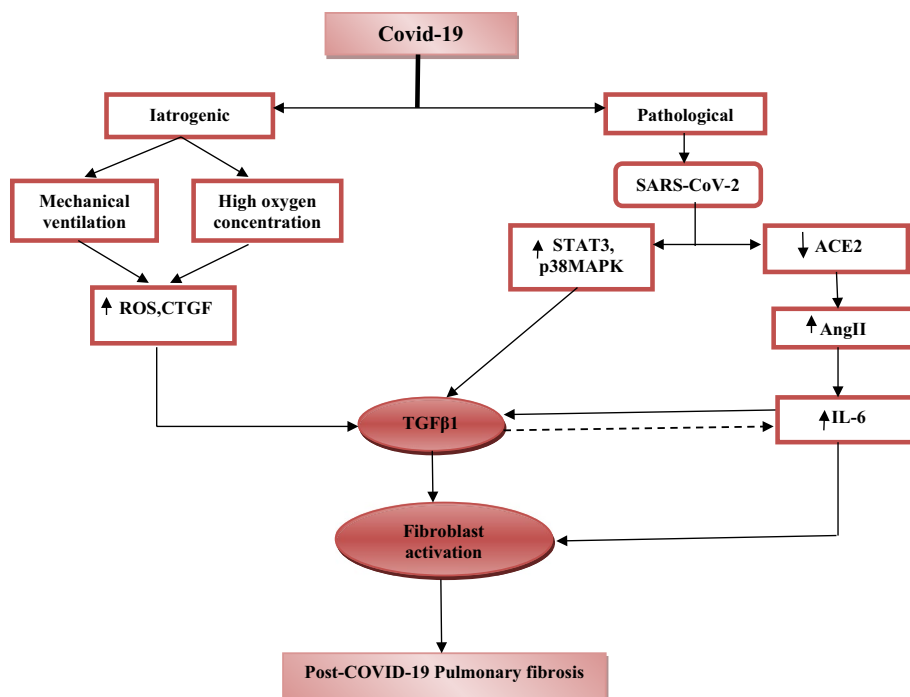 Covid-19
Iatrogenic
Pathological
Mechanical
ventilation
High oxygen
concentration
SARS-CoV-2
↑ STAT3,
p38MAPK
↓ ACE2
↑ ROS,CTGF
↑ AngII
TGFβ1
↑IL-6
Fibroblast
activation
Post-COVID-19 Pulmonary fibrosis